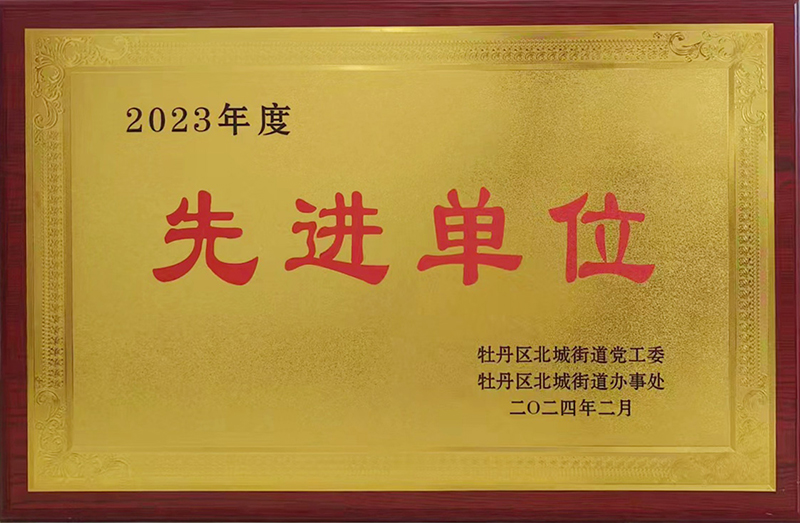 2023年度
先进单位
牡丹区北城街道党工委
牡丹区北城街道办事处
二〇二四年二月